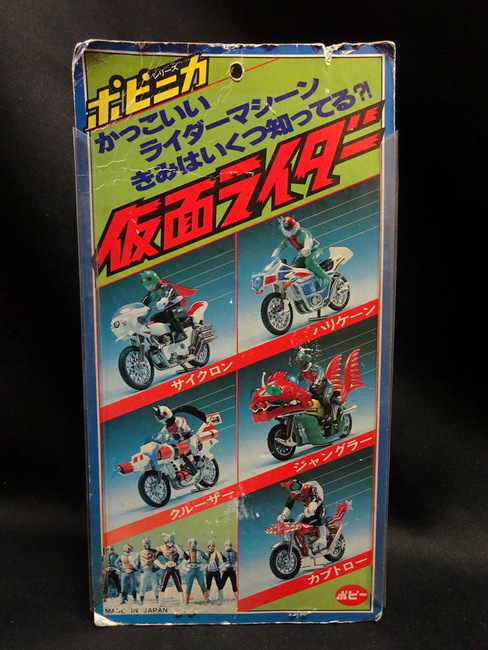 ポピニカ
シリーズ
かっこいい
ライダーマシーン
きみはいくつ知ってる?!
仮面ライダー
サイクロン
ハリケーン
クルーザー
ジャングラー
カブトロー
MADE IN JAPAN
ポピー